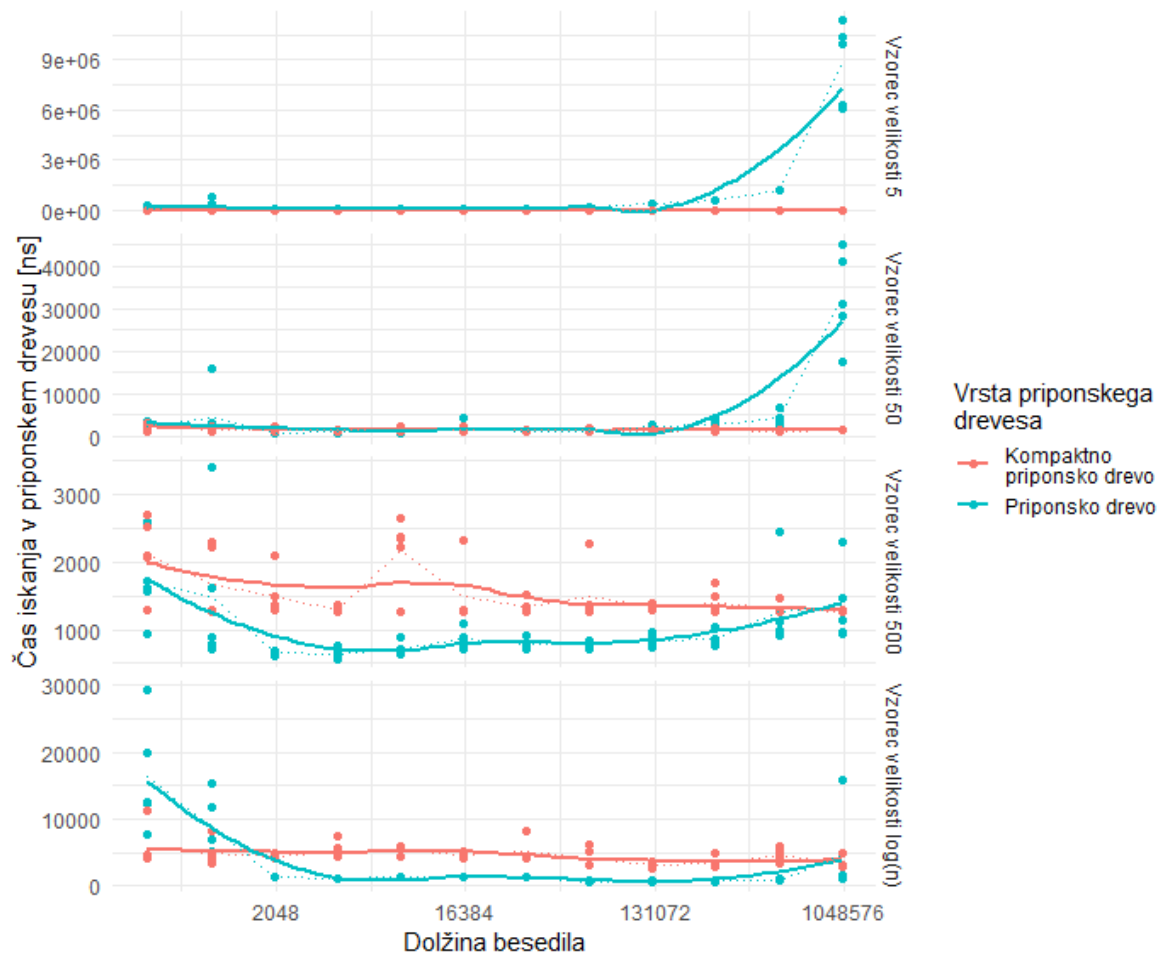 Čas iskanja v priponskem drevesu [ns]
9e+06
6e+06
3e+06
0e+00
Vzorec velikosti 5
40000
30000
20000
10000
0
Vzorec velikosti 50
3000
2000
1000
Vzorec velikosti 500
30000
20000
10000
0
Vzorec velikosti log(n)
2048
16384
131072
1048576
Dolžina besedila
Vrsta priponskega
drevesa
Kompaktno
priponsko drevo
Priponsko drevo